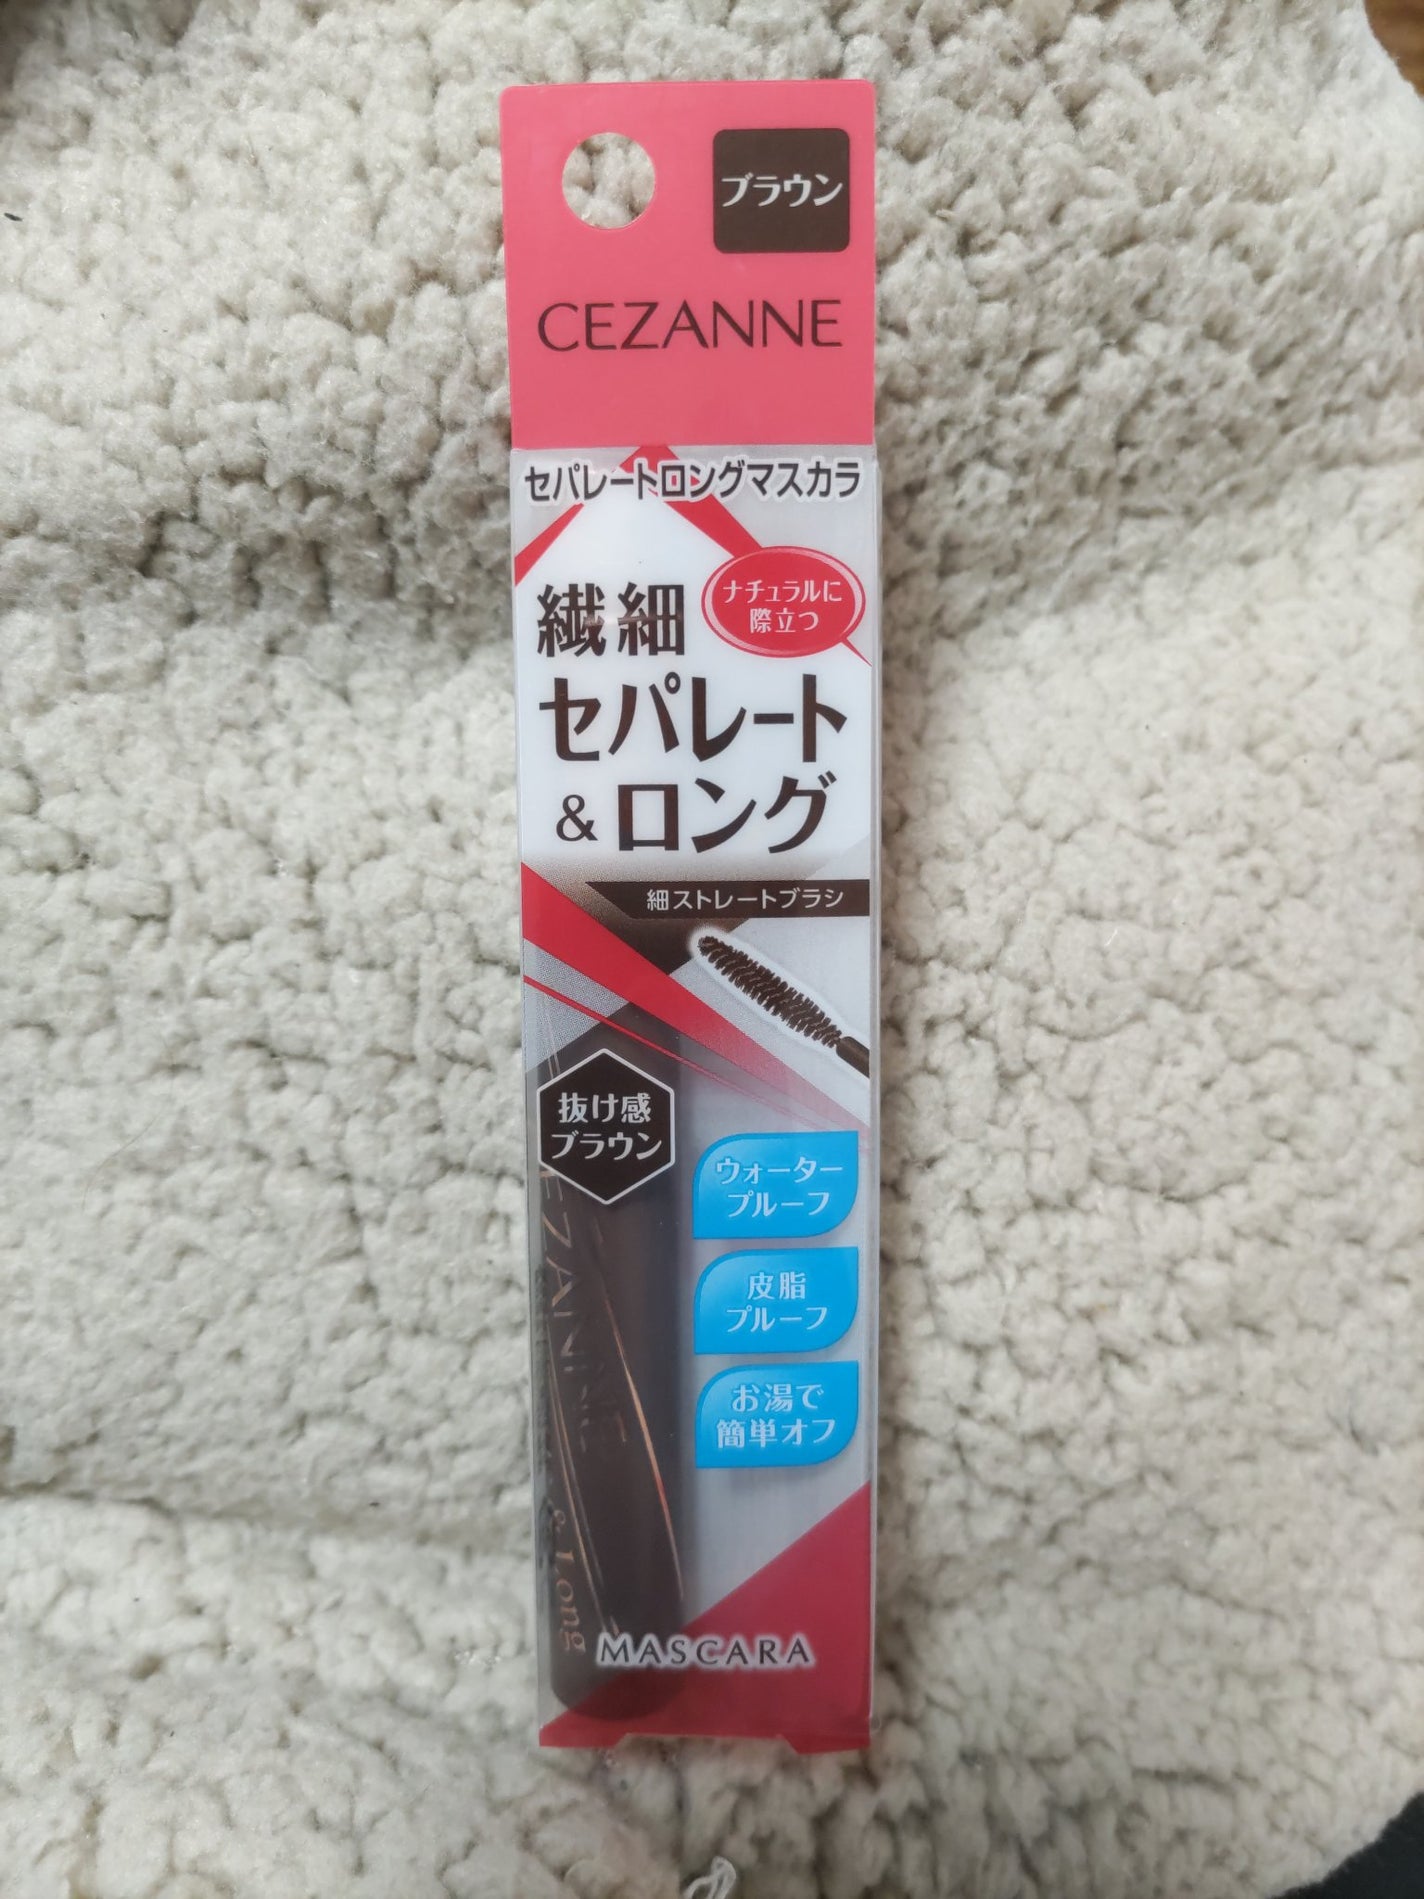 ブラウン
CEZANNE
セパレートロングマスカラ
ナチュラルに
際立つ
繊細
セパレート
&ロング
細ストレートブラシ
抜け感
ブラウン
ウォーター
プルーフ
皮脂
プルーフ
お湯で
簡単オフ
EZANNE
& Long
MASCARA